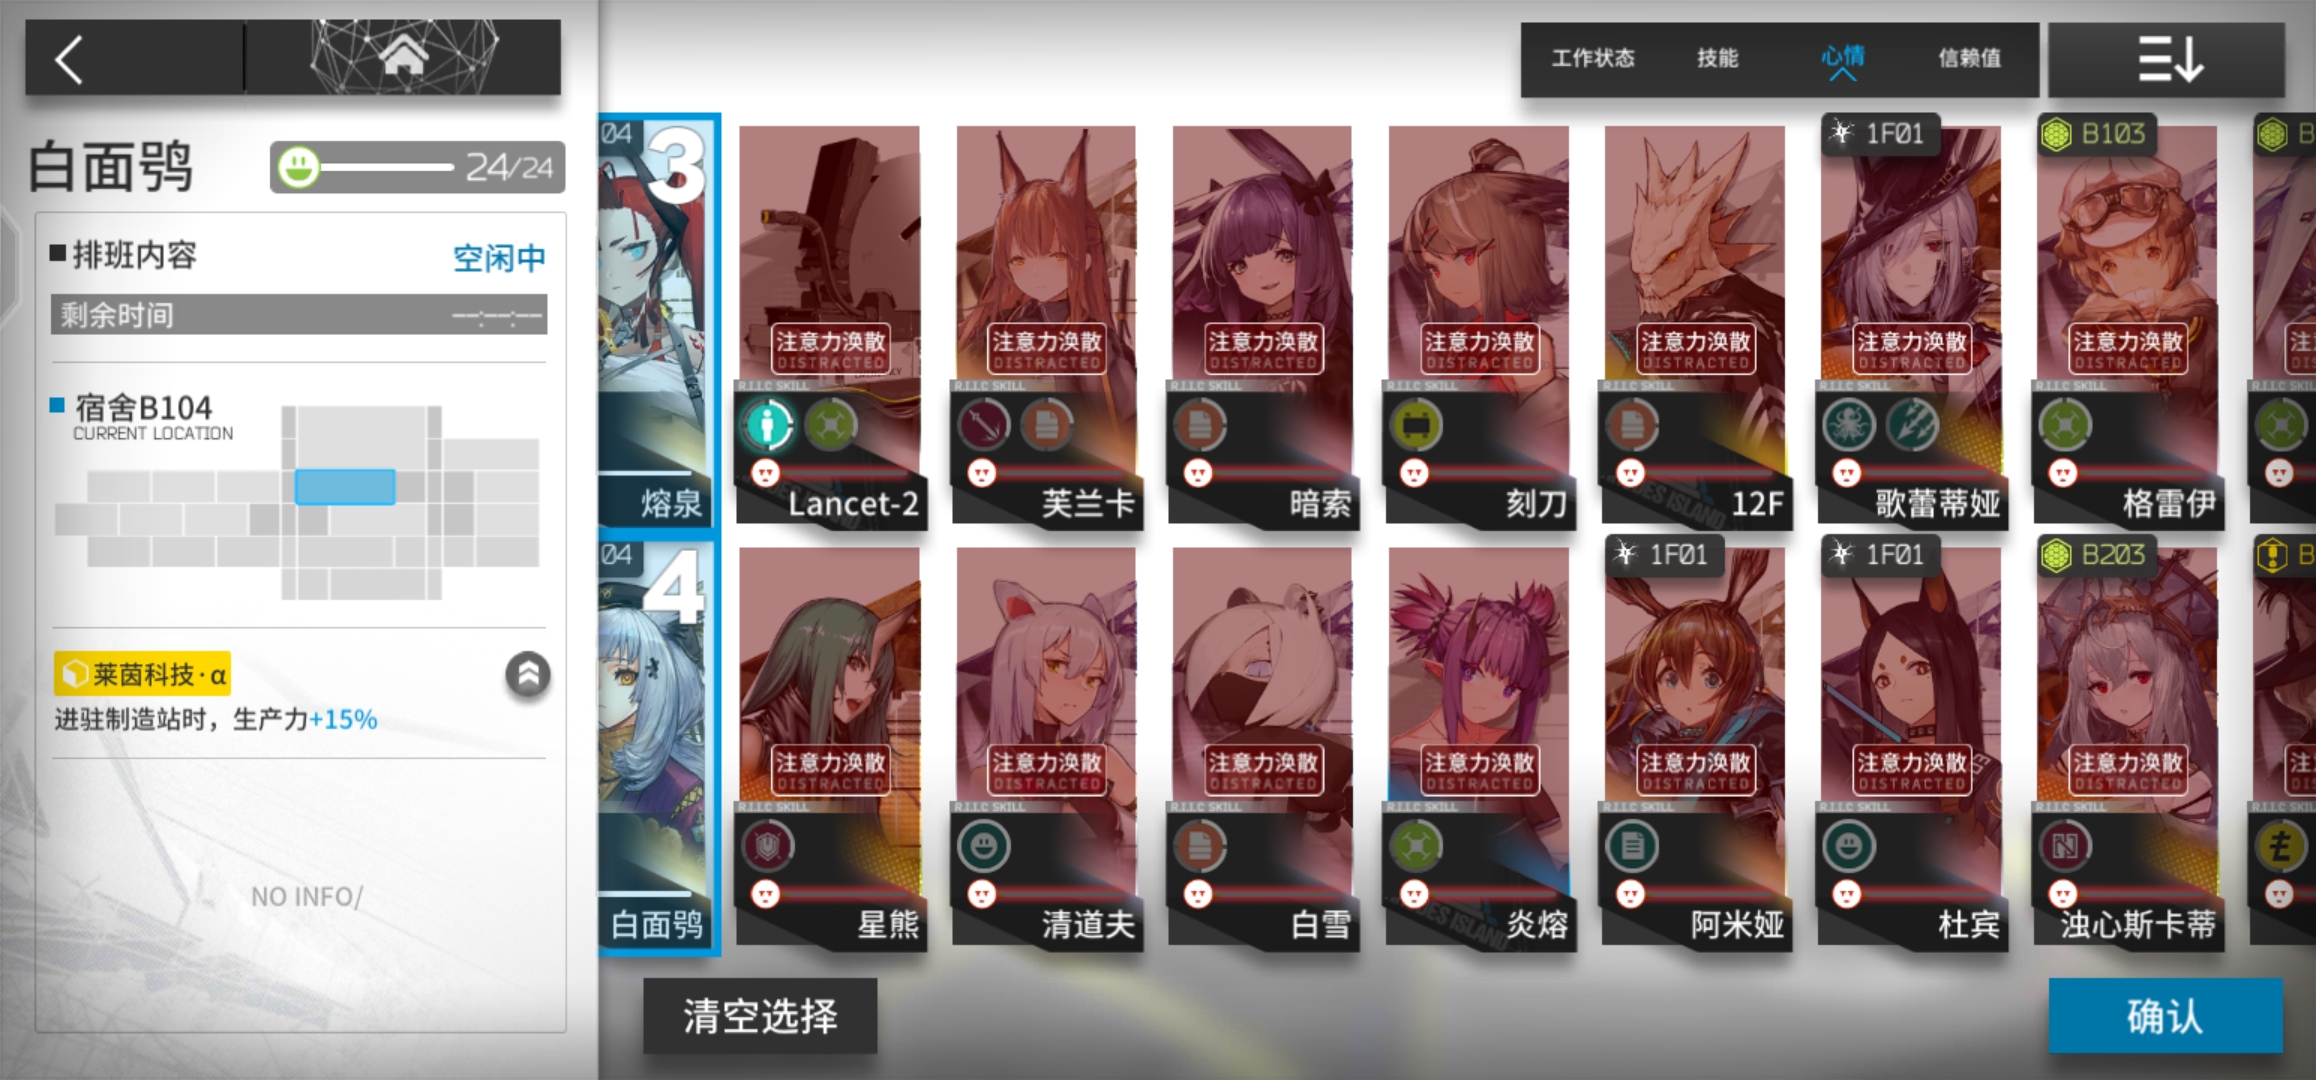 工作状态 技能 心情 信赖值
白面鸮 24/24
排班内容 空闲中
剩余时间 --:--:--
宿舍B104
CURRENT LOCATION
莱茵科技·α
进驻制造站时，生产力+15%
NO INFO/
04 3
熔泉
注意力涣散
DISTRACTED
R.I.I.C SKILL
Lancet-2
注意力涣散
DISTRACTED
R.I.I.C SKILL
芙兰卡
注意力涣散
DISTRACTED
R.I.I.C SKILL
暗索
注意力涣散
DISTRACTED
R.I.I.C SKILL
刻刀
注意力涣散
DISTRACTED
R.I.I.C SKILL
12F
1F01
注意力涣散
DISTRACTED
R.I.I.C SKILL
歌蕾蒂娅
B103
注意力涣散
DISTRACTED
R.I.I.C SKILL
格雷伊
B
注
R.I.I.C SKILL
04 4
白面鸮
注意力涣散
DISTRACTED
R.I.I.C SKILL
星熊
注意力涣散
DISTRACTED
R.I.I.C SKILL
清道夫
注意力涣散
DISTRACTED
R.I.I.C SKILL
白雪
注意力涣散
DISTRACTED
R.I.I.C SKILL
炎熔
1F01
注意力涣散
DISTRACTED
R.I.I.C SKILL
阿米娅
1F01
注意力涣散
DISTRACTED
R.I.I.C SKILL
杜宾
B203
注意力涣散
DISTRACTED
R.I.I.C SKILL
浊心斯卡蒂
B
注
R.I.I.C SKILL
清空选择
确认